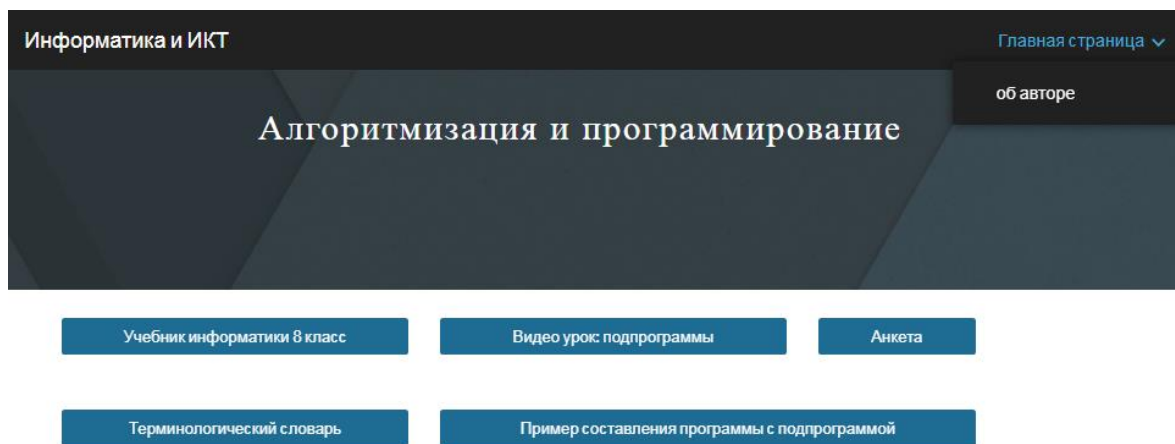 Информатика и ИКТ
Главная страница
об авторе
Алгоритмизация и программирование
Учебник информатики 8 класс
Видео урок: подпрограммы
Анкета
Терминологический словарь
Пример составления программы с подпрограммой